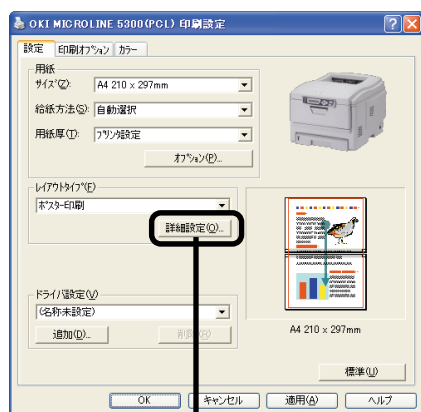 OKI MICROLINE 5300(PCL) 印刷設定
設定 印刷オプション カラー
用紙
サイズ(Z): A4 210 x 297mm
給紙方法(S): 自動選択
用紙厚(T): プリンタ設定
オプション(P)...
レイアウトタイプ(E)
ポスター印刷
詳細設定(O)...
ドライバ設定(V)
(名称未設定)
追加(D)...
A4 210 x 297mm
標準(U)
OK キャンセル 適用(A) ヘルプ